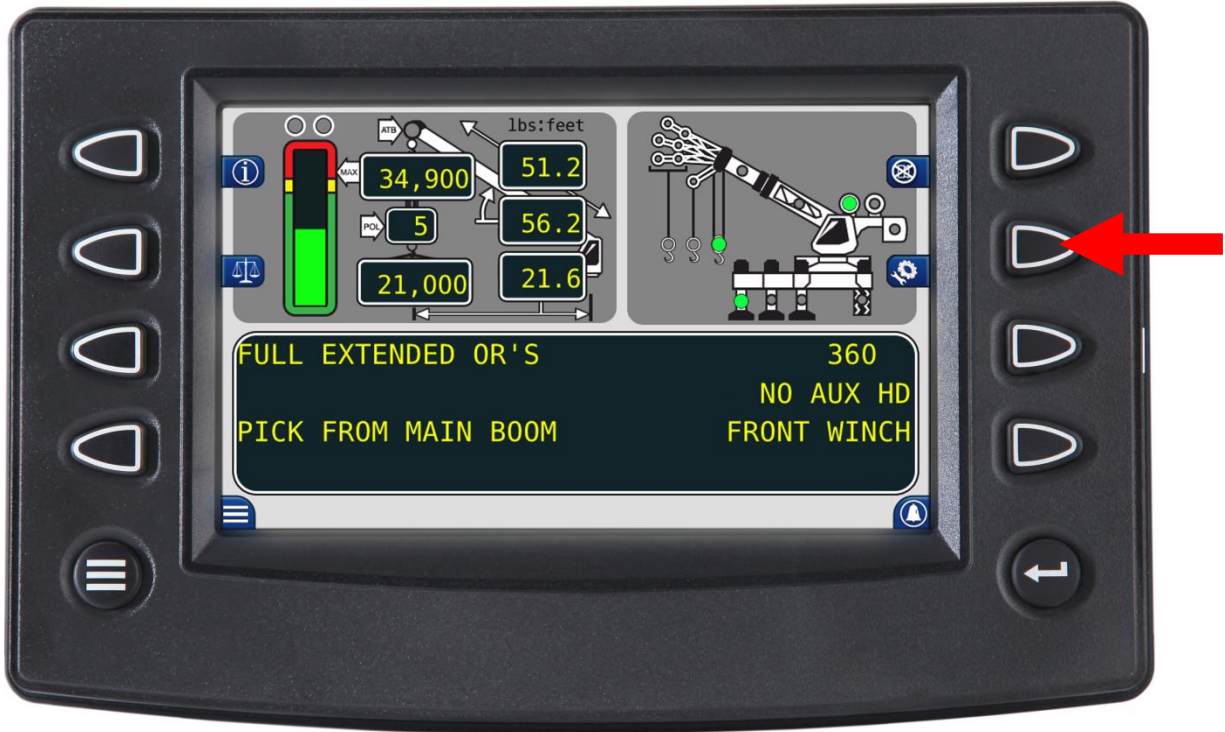 lbs:feet
ATB
51.2
MAX
34,900
56.2
POL
5
21.6
21,000
FULL EXTENDED OR'S 360
NO AUX HD
PICK FROM MAIN BOOM FRONT WINCH